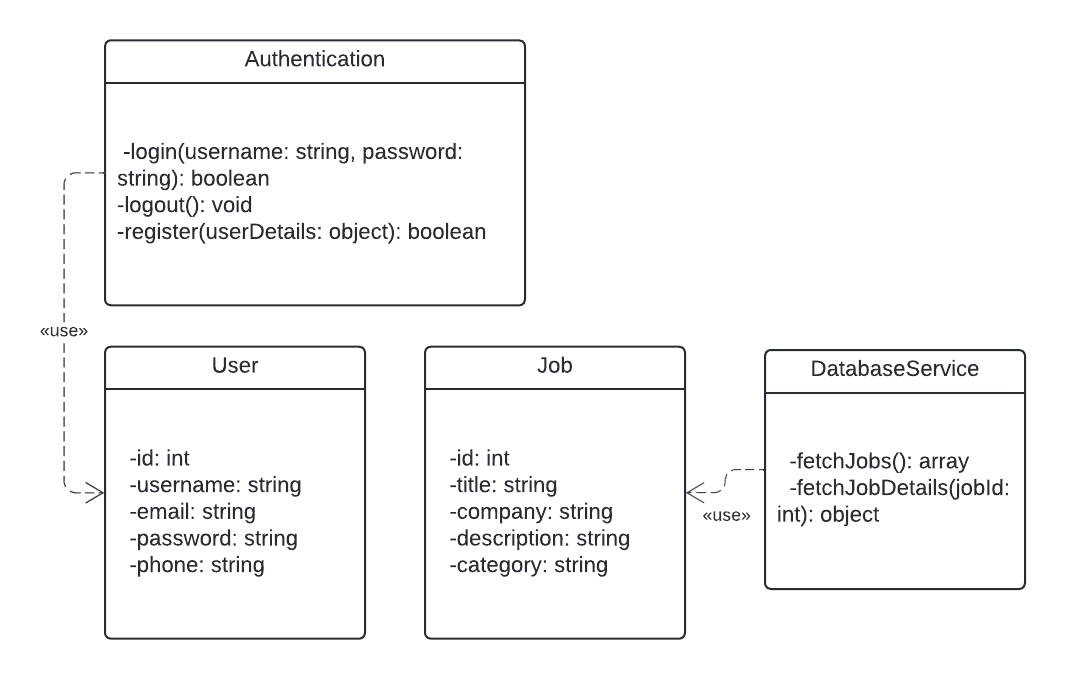 Authentication
-login(username: string, password:
string): boolean
-logout(): void
-register(userDetails: object): boolean
«use»
User
-id: int
-username: string
-email: string
-password: string
-phone: string
Job
-id: int
-title: string
-company: string
-description: string
-category: string
«use»
DatabaseService
-fetchJobs(): array
-fetchJobDetails(jobId:
int): object